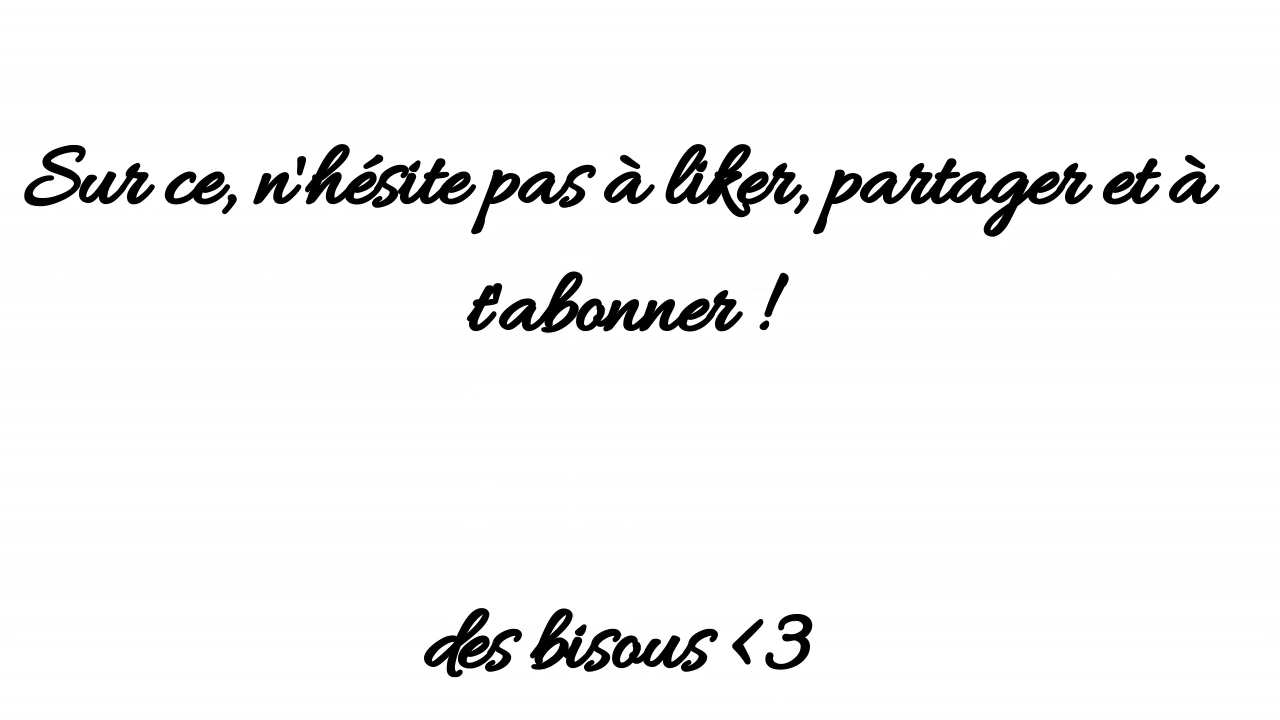 Sur ce, n'hésite pas à liker, partager et à
t'abonner !
des bisous <3